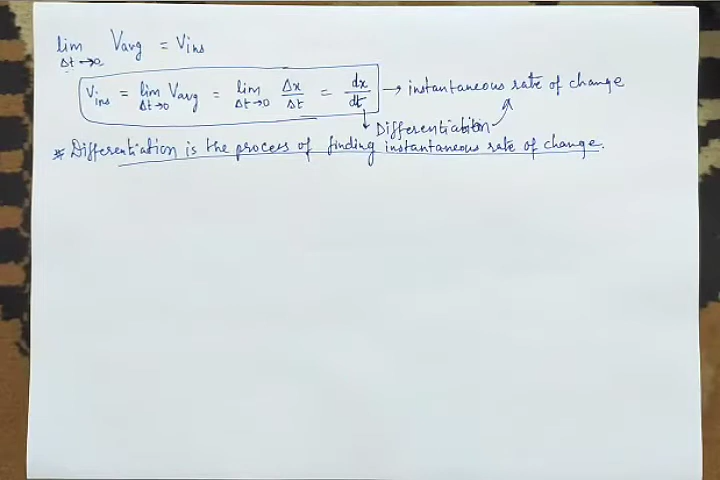 lim Vavg = Vins
Δt→0
Vins = lim Vavg = lim Δx/Δt = dx/dt → instantaneous rate of change
Δt→0 Δt→0
Differentiation
* Differentiation is the process of finding instantaneous rate of change.